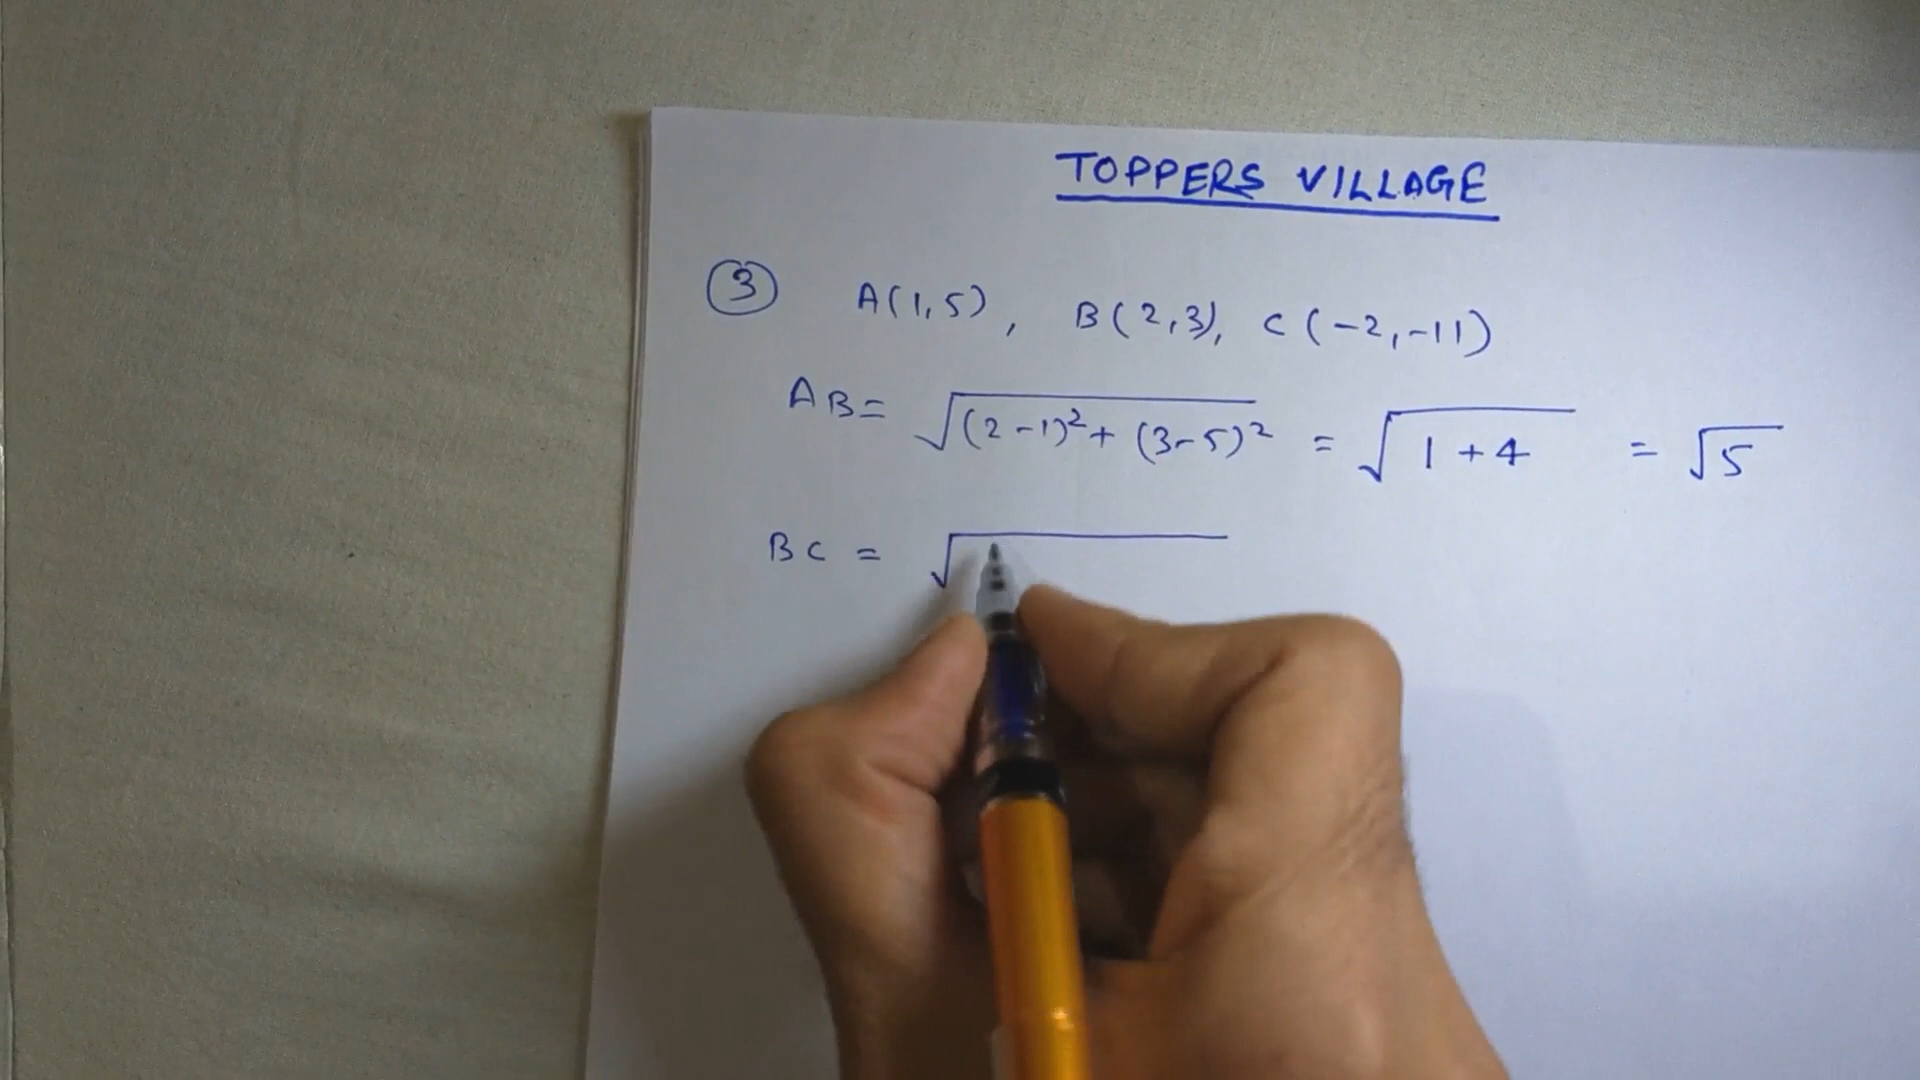 TOPPERS VILLAGE
③ A(1,5), B(2,3), C(-2,-11)
AB = √(2-1)² + (3-5)² = √1+4 = √5
BC = √